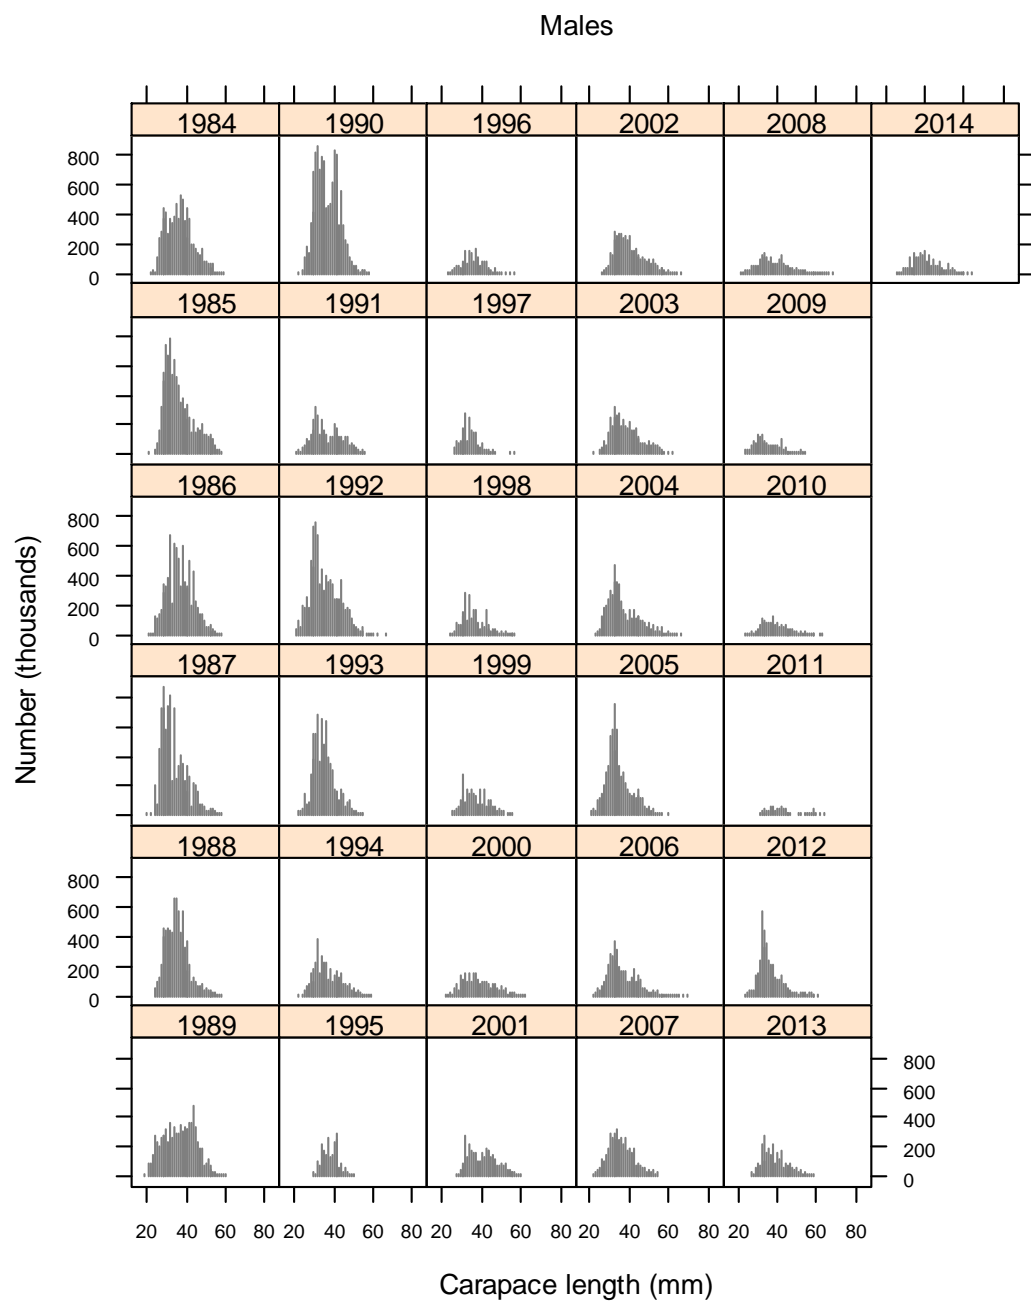 Males
1984 1990 1996 2002 2008 2014
800
600
400
200
0
1985 1991 1997 2003 2009
1986 1992 1998 2004 2010
800
600
400
200
0
1987 1993 1999 2005 2011
1988 1994 2000 2006 2012
800
600
400
200
0
1989 1995 2001 2007 2013
800
600
400
200
0
20 40 60 80 20 40 60 80 20 40 60 80 20 40 60 80 20 40 60 80
Number (thousands)
Carapace length (mm)